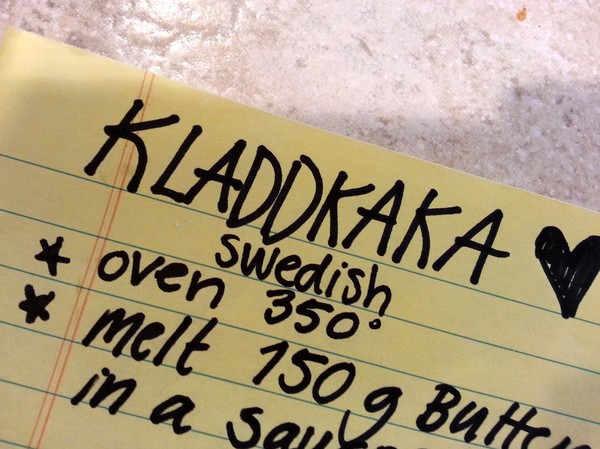 KLADDKAKA
swedish
* oven 350°
* melt 150 g Butter
in a